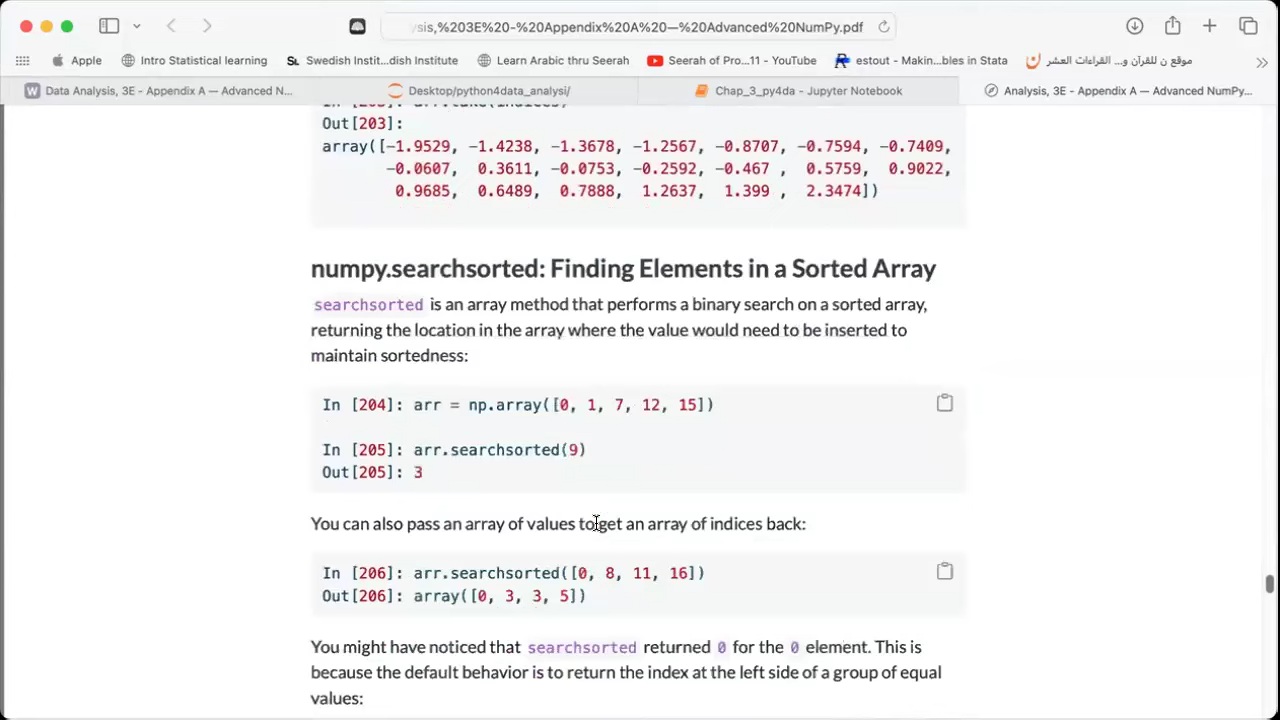 ysis,%203E%20-%20Appendix%20A%20—%20Advanced%20NumPy.pdf
Apple
Intro Statistical learning
Swedish Instit...dish Institute
Learn Arabic thru Seerah
Seerah of Pro...11 - YouTube
estout - Makin...bles in Stata
موقع ن للقرآن و... القراءات العشر
Data Analysis, 3E - Appendix A — Advanced N...
Desktop/python4data_analysi/
Chap_3_py4da - Jupyter Notebook
Analysis, 3E - Appendix A — Advanced NumPy...
Out[203]:
array([-1.9529, -1.4238, -1.3678, -1.2567, -0.8707, -0.7594, -0.7409,
-0.0607, 0.3611, -0.0753, -0.2592, -0.467 , 0.5759, 0.9022,
0.9685, 0.6489, 0.7888, 1.2637, 1.399 , 2.3474])
numpy.searchsorted: Finding Elements in a Sorted Array
searchsorted is an array method that performs a binary search on a sorted array,
returning the location in the array where the value would need to be inserted to
maintain sortedness:
In [204]: arr = np.array([0, 1, 7, 12, 15])
In [205]: arr.searchsorted(9)
Out[205]: 3
You can also pass an array of values to get an array of indices back:
In [206]: arr.searchsorted([0, 8, 11, 16])
Out[206]: array([0, 3, 3, 5])
You might have noticed that searchsorted returned 0 for the 0 element. This is
because the default behavior is to return the index at the left side of a group of equal
values: